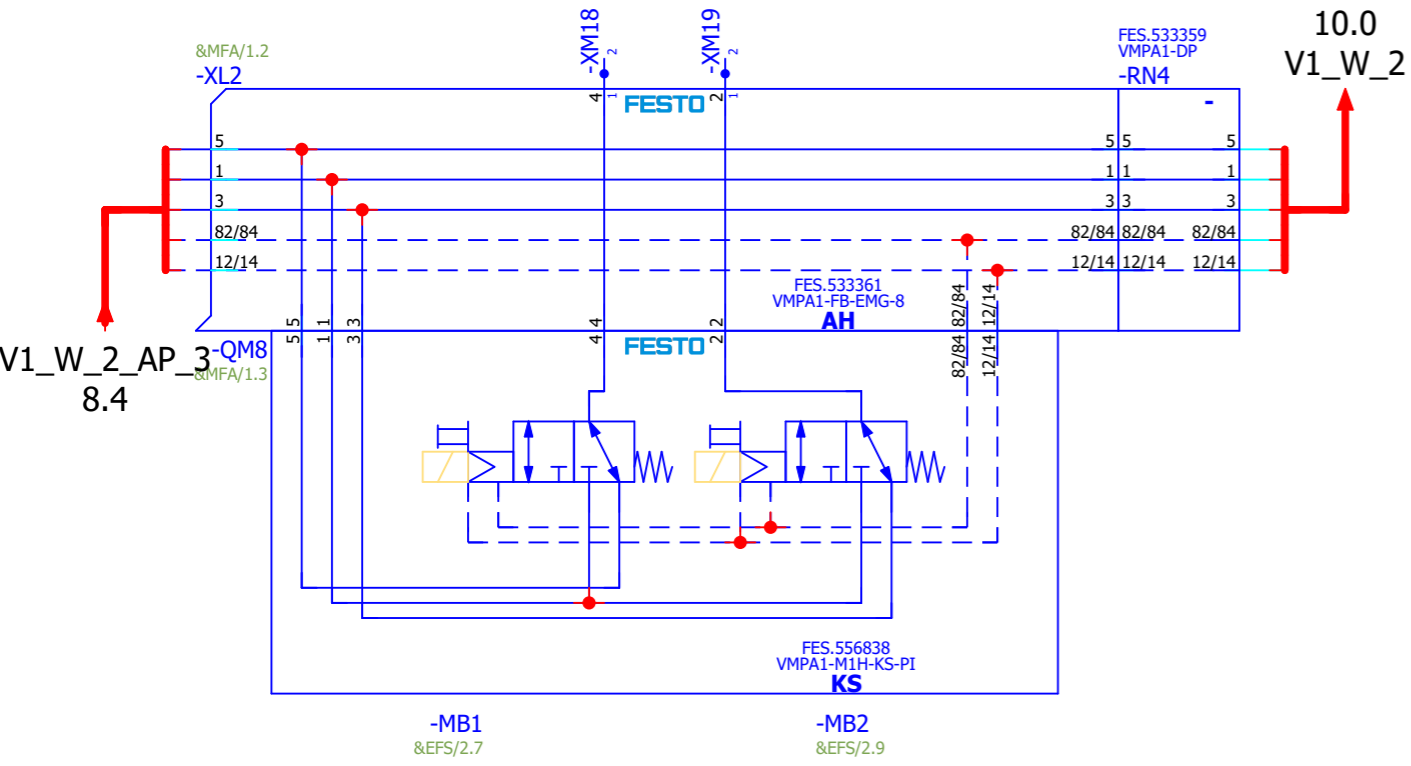 10.0
V1_W_2
-XM18
2
-XM19
2
FES.533359
VMPA1-DP
-RN4
&MFA/1.2
-XL2
4
1
FESTO
2
1
-
5
5
5
5
1
1
1
1
3
3
3
3
82/84
82/84
82/84
82/84
12/14
12/14
12/14
12/14
FES.533361
VMPA1-FB-EMG-8
AH
5
1
3
4
2
82/84
12/14
5
1
3
4
FESTO
2
82/84
12/14
V1_W_2_AP_3
8.4
-QM8
&MFA/1.3
FES.556838
VMPA1-M1H-KS-PI
KS
-MB1
&EFS/2.7
-MB2
&EFS/2.9